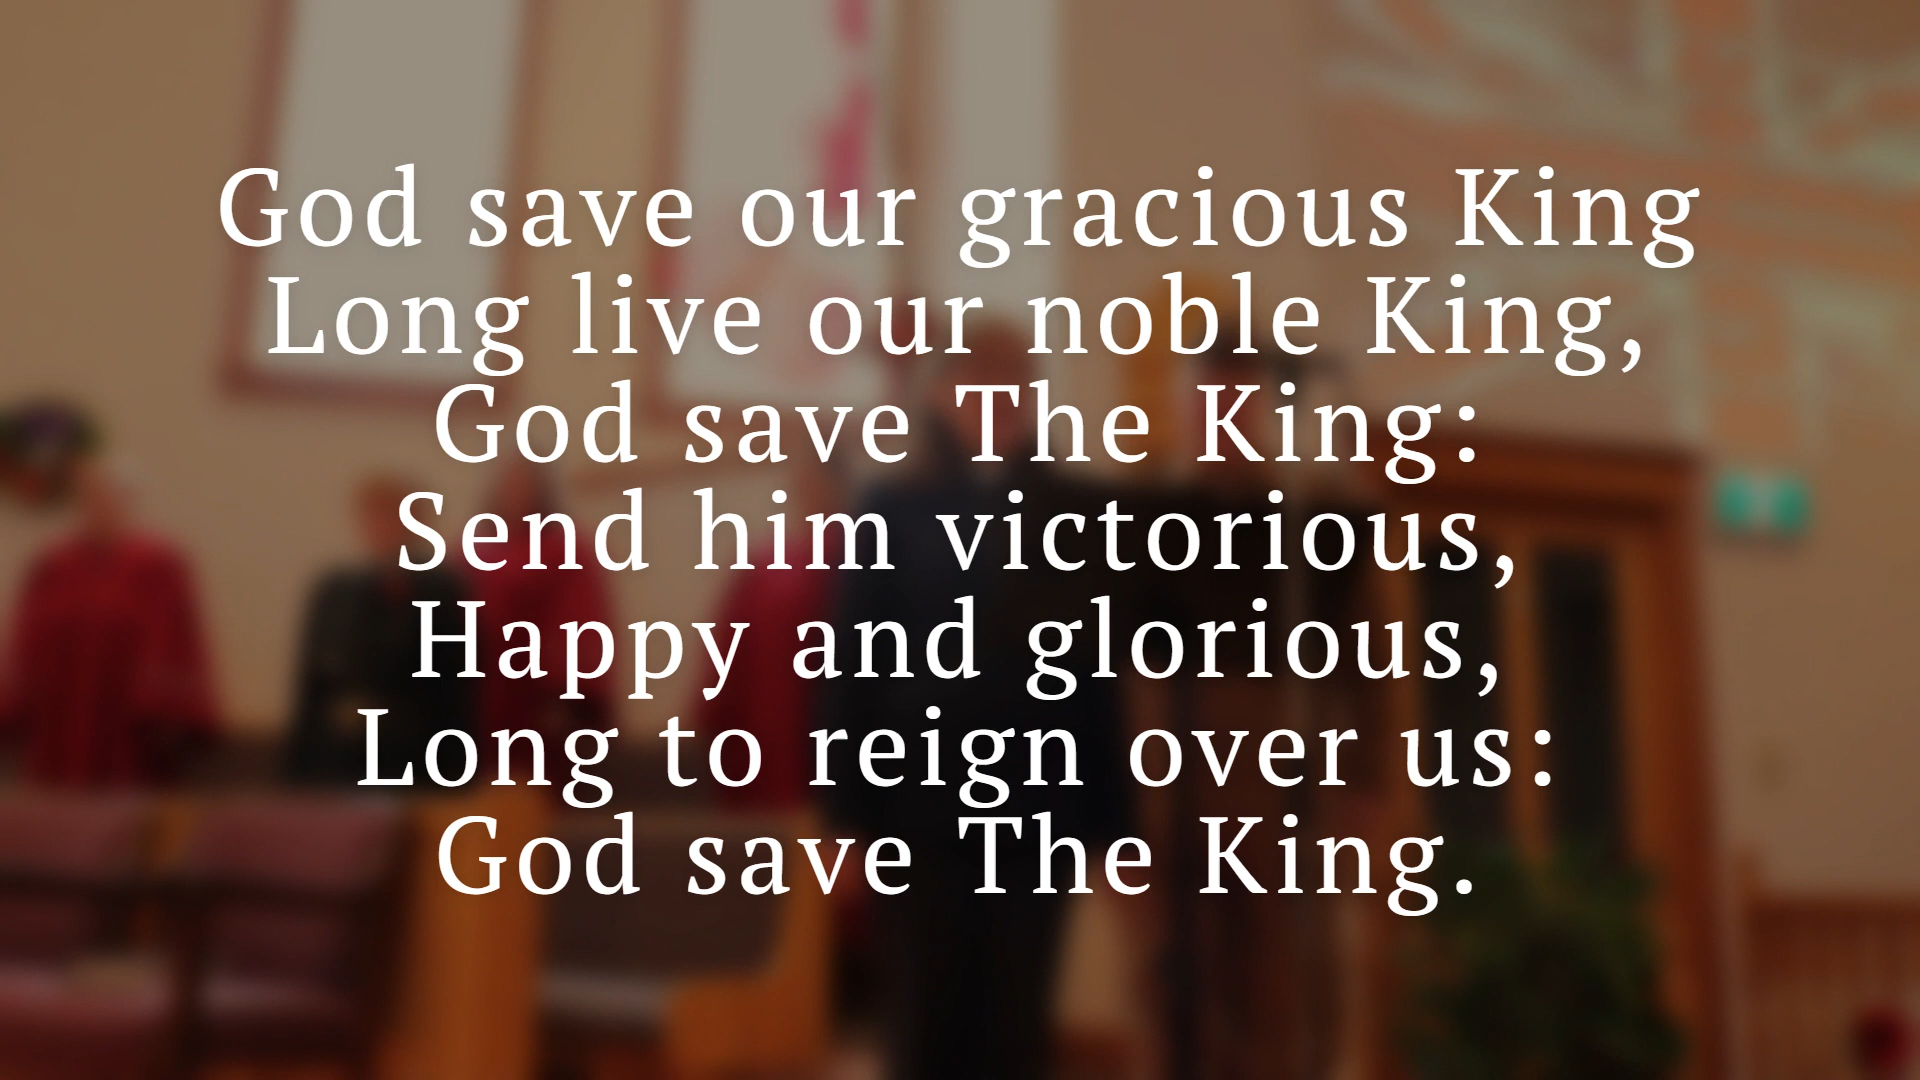 God save our gracious King
Long live our noble King,
God save The King:
Send him victorious,
Happy and glorious,
Long to reign over us:
God save The King.